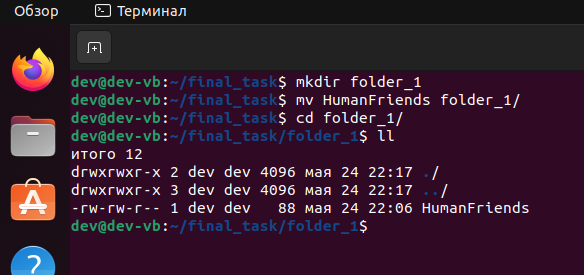 Обзор
Терминал
dev@dev-vb:~/final_task$ mkdir folder_1
dev@dev-vb:~/final_task$ mv HumanFriends folder_1/
dev@dev-vb:~/final_task$ cd folder_1/
dev@dev-vb:~/final_task/folder_1$ ll
итого 12
drwxrwxr-x 2 dev dev 4096 мая 24 22:17 ./
drwxrwxr-x 3 dev dev 4096 мая 24 22:17 ../
-rw-rw-r-- 1 dev dev   88 мая 24 22:06 HumanFriends
dev@dev-vb:~/final_task/folder_1$